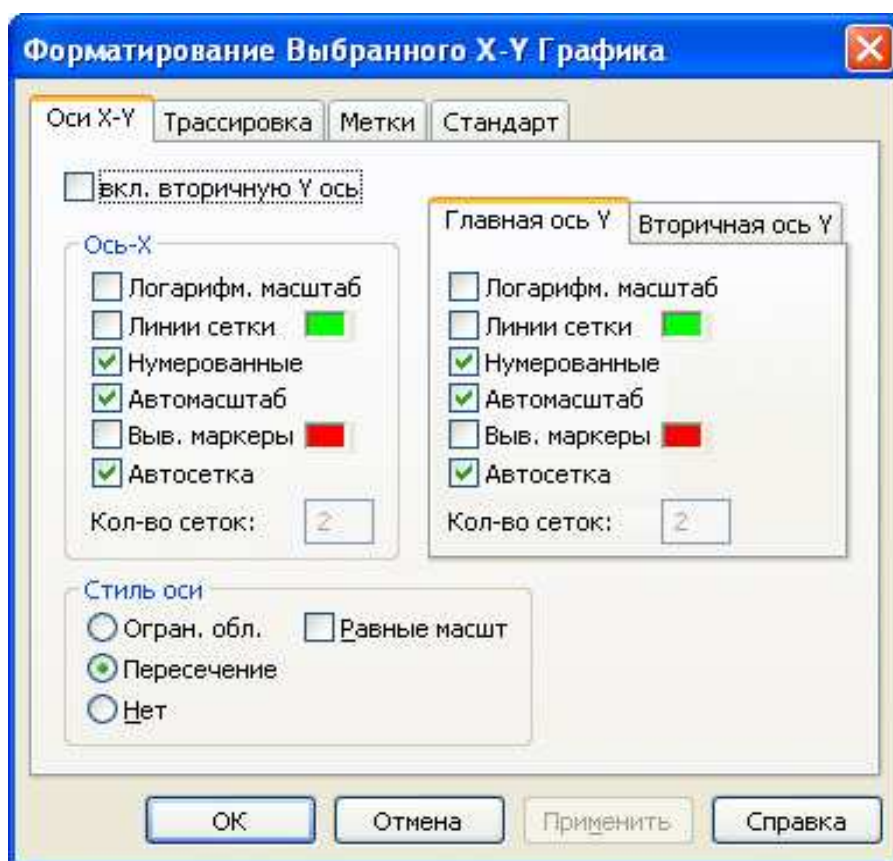 Форматирование Выбранного X-Y Графика
Оси X-Y
Трассировка
Метки
Стандарт
вкл. вторичную Y ось
Ось-X
Логарифм. масштаб
Линии сетки
Нумерованные
Автомасштаб
Выв. маркеры
Автосетка
Кол-во сеток: 2
Главная ось Y
Вторичная ось Y
Логарифм. масштаб
Линии сетки
Нумерованные
Автомасштаб
Выв. маркеры
Автосетка
Кол-во сеток: 2
Стиль оси
Огран. обл.
Равные масшт
Пересечение
Нет
ОК
Отмена
Применить
Справка